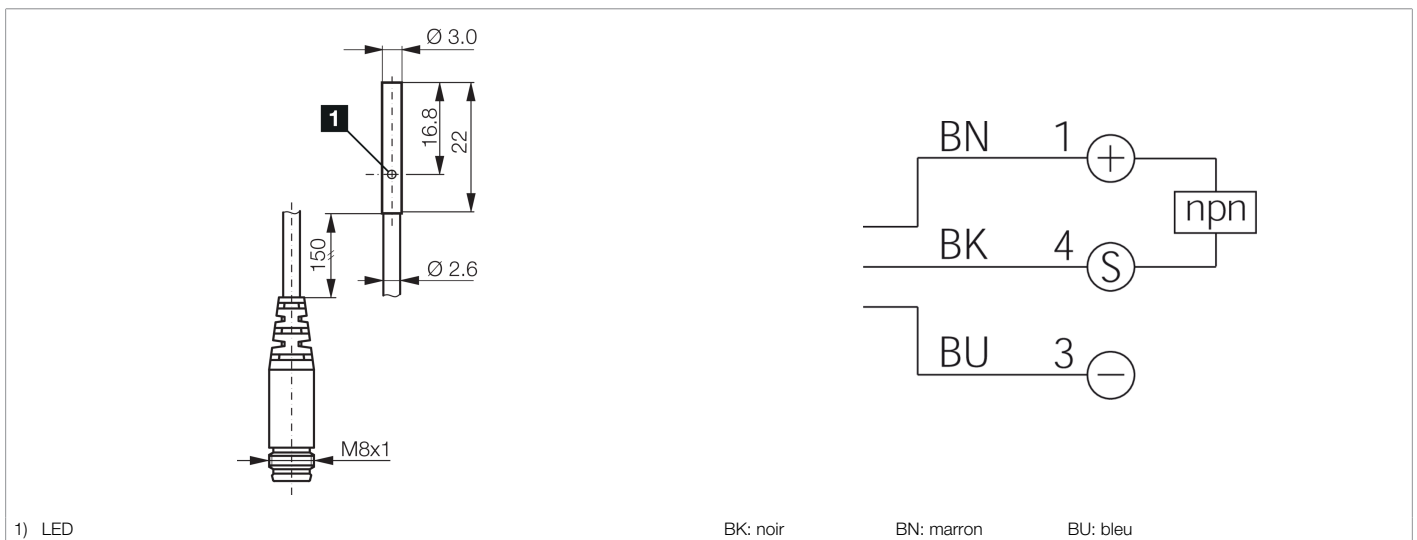 Ø 3.0
1
16.8
22
150
Ø 2.6
M8x1
BN 1 +
npn
BK 4 S
BU 3 −
1) LED
BK: noir BN: marron BU: bleu